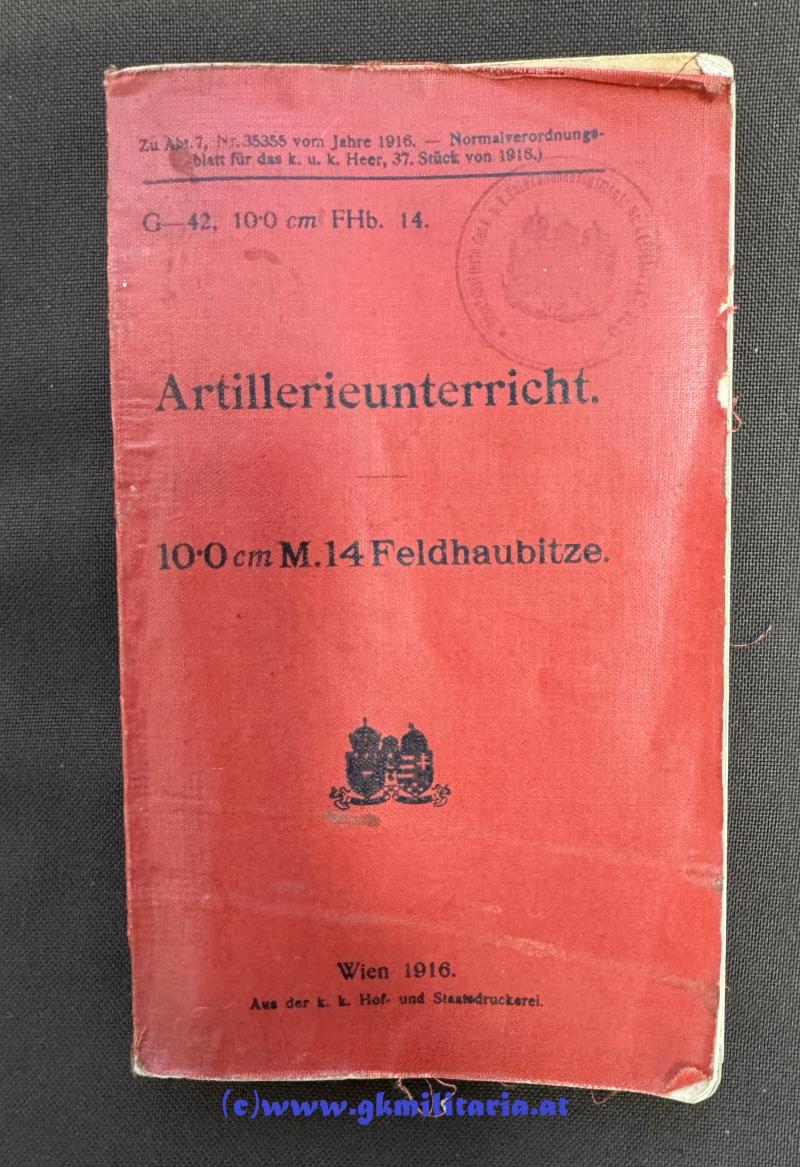 Zu Abt.7, Nr.35355 vom Jahre 1916. — Normalverordnungs-
blatt für das k. u. k. Heer, 37. Stück von 1916.)
G—42, 10·0 cm FHb. 14.
Artillerieunterricht.
10·0 cm M.14 Feldhaubitze.
Wien 1916.
Aus der k. k. Hof- und Staatsdruckerei.
(c)www.gkmilitaria.at